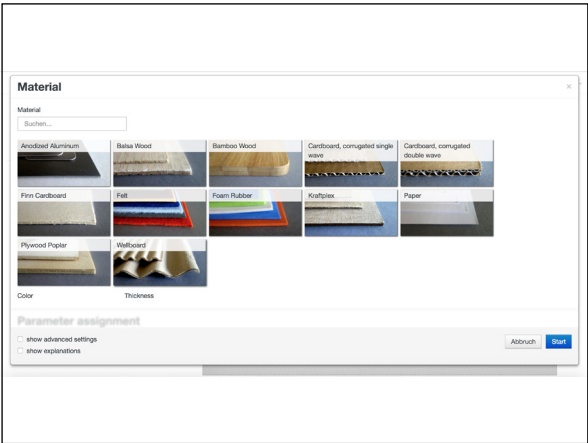 Material
×
Material
Suchen...
Anodized Aluminum
Balsa Wood
Bamboo Wood
Cardboard, corrugated single
wave
Cardboard, corrugated
double wave
Finn Cardboard
Felt
Foam Rubber
Kraftplex
Paper
Plywood Poplar
Wellboard
Color
Thickness
Parameter assignment
show advanced settings
show explanations
Abbruch
Start